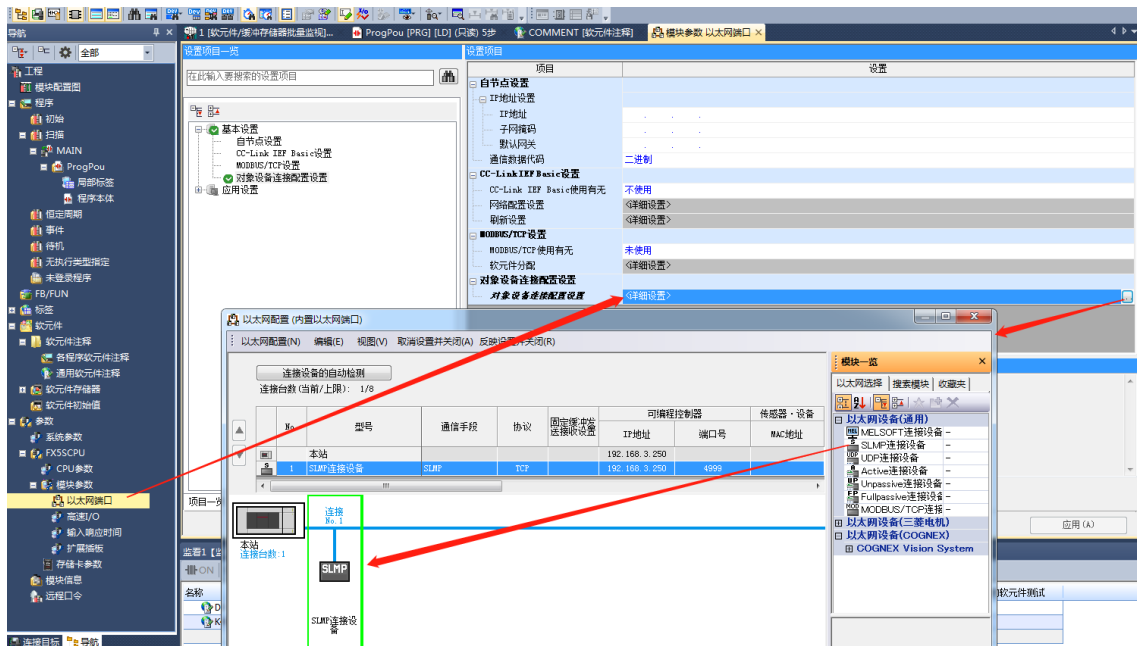 导航
1 [软元件/缓冲存储器批量监视]...
ProgPou [PRG] [LD] (只读) 5步
COMMENT [软元件注释]
模块参数 以太网端口
全部
工程
模块配置图
程序
初始
扫描
MAIN
ProgPou
局部标签
程序本体
恒定周期
事件
待机
无执行类型指定
未登录程序
FB/FUN
标签
软元件
软元件注释
各程序软元件注释
通用软元件注释
软元件存储器
软元件初始值
参数
系统参数
FX5SCPU
CPU参数
模块参数
以太网端口
高速I/O
输入响应时间
扩展插板
存储卡参数
模块信息
远程口令
连接目标
导航
设置项目一览
在此输入要搜索的设置项目
基本设置
自节点设置
CC-Link IEF Basic设置
MODBUS/TCP设置
对象设备连接配置设置
应用设置
设置项目
项目 设置
自节点设置
IP地址设置
IP地址 . . .
子网掩码 . . .
默认网关 . . .
通信数据代码 二进制
CC-Link IEF Basic设置
CC-Link IEF Basic使用有无 不使用
网络配置设置 <详细设置>
刷新设置 <详细设置>
MODBUS/TCP设置
MODBUS/TCP使用有无 未使用
软元件分配 <详细设置>
对象设备连接配置设置
对象设备连接配置设置 <详细设置>
以太网配置 (内置以太网端口)
以太网配置(N) 编辑(E) 视图(V) 取消设置并关闭(A) 反映设置并关闭(R)
连接设备的自动检测
连接台数(当前/上限): 1/8
No. 型号 通信手段 协议 固定缓冲发送接收设置 可编程控制器 传感器・设备
IP地址 端口号 MAC地址
本站 192.168.3.250
1 SLMP连接设备 SLMP TCP 192.168.3.250 4999
本站
连接台数:1
连接
No.1
SLMP
SLMP连接设
备
模块一览
以太网选择 搜索模块 收藏夹
以太网设备(通用)
MELSOFT连接设备 -
SLMP连接设备 -
UDP连接设备 -
Active连接设备 -
Unpassive连接设备 -
Fullpassive连接设备 -
MODBUS/TCP连接 -
以太网设备(三菱电机)
以太网设备(COGNEX)
COGNEX Vision System
项目一
应用(A)
监看1
ON
名称
D
K
软元件测试